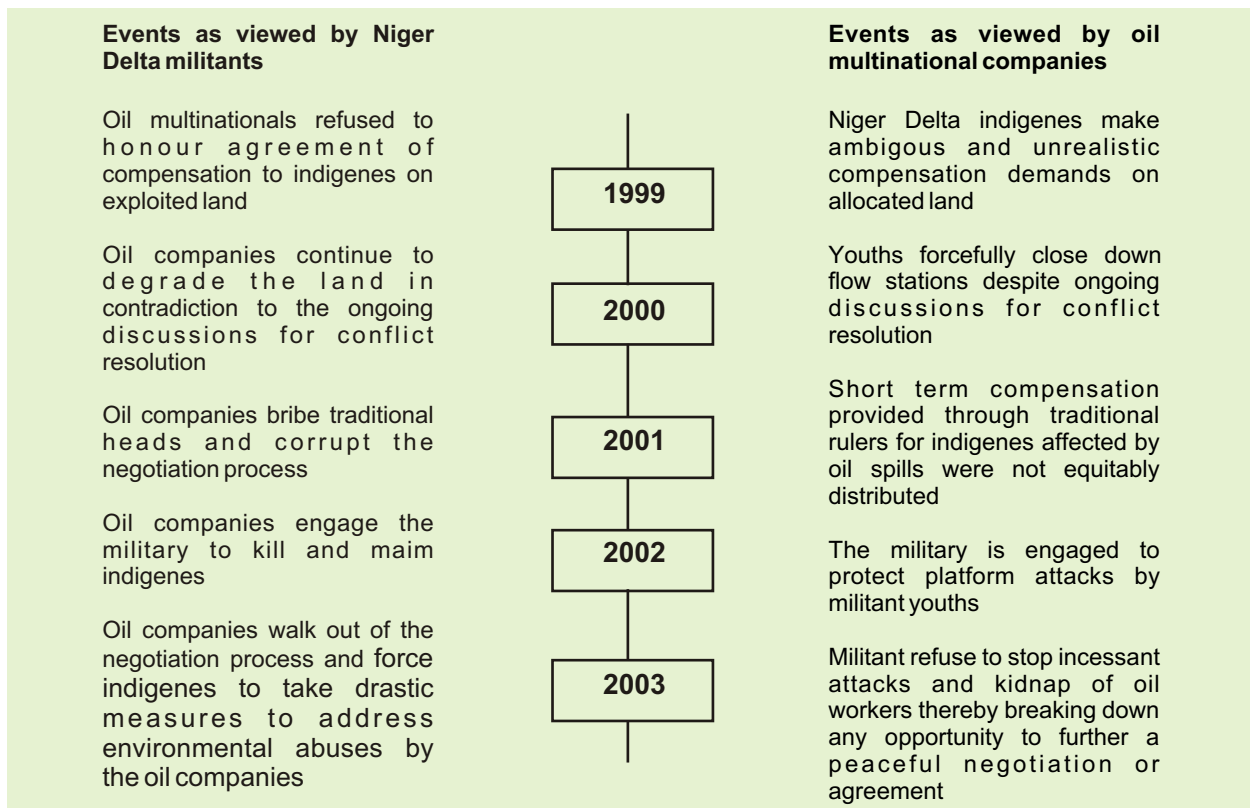 Events as viewed by Niger
Delta militants
Oil multinationals refused to
honour agreement of
compensation to indigenes on
exploited land
Oil companies continue to
degrade the land in
contradiction to the ongoing
discussions for conflict
resolution
Oil companies bribe traditional
heads and corrupt the
negotiation process
Oil companies engage the
military to kill and maim
indigenes
Oil companies walk out of the
negotiation process and force
indigenes to take drastic
measures to address
environmental abuses by
the oil companies
1999
2000
2001
2002
2003
Events as viewed by oil
multinational companies
Niger Delta indigenes make
ambigous and unrealistic
compensation demands on
allocated land
Youths forcefully close down
flow stations despite ongoing
discussions for conflict
resolution
Short term compensation
provided through traditional
rulers for indigenes affected by
oil spills were not equitably
distributed
The military is engaged to
protect platform attacks by
militant youths
Militant refuse to stop incessant
attacks and kidnap of oil
workers thereby breaking down
any opportunity to further a
peaceful negotiation or
agreement